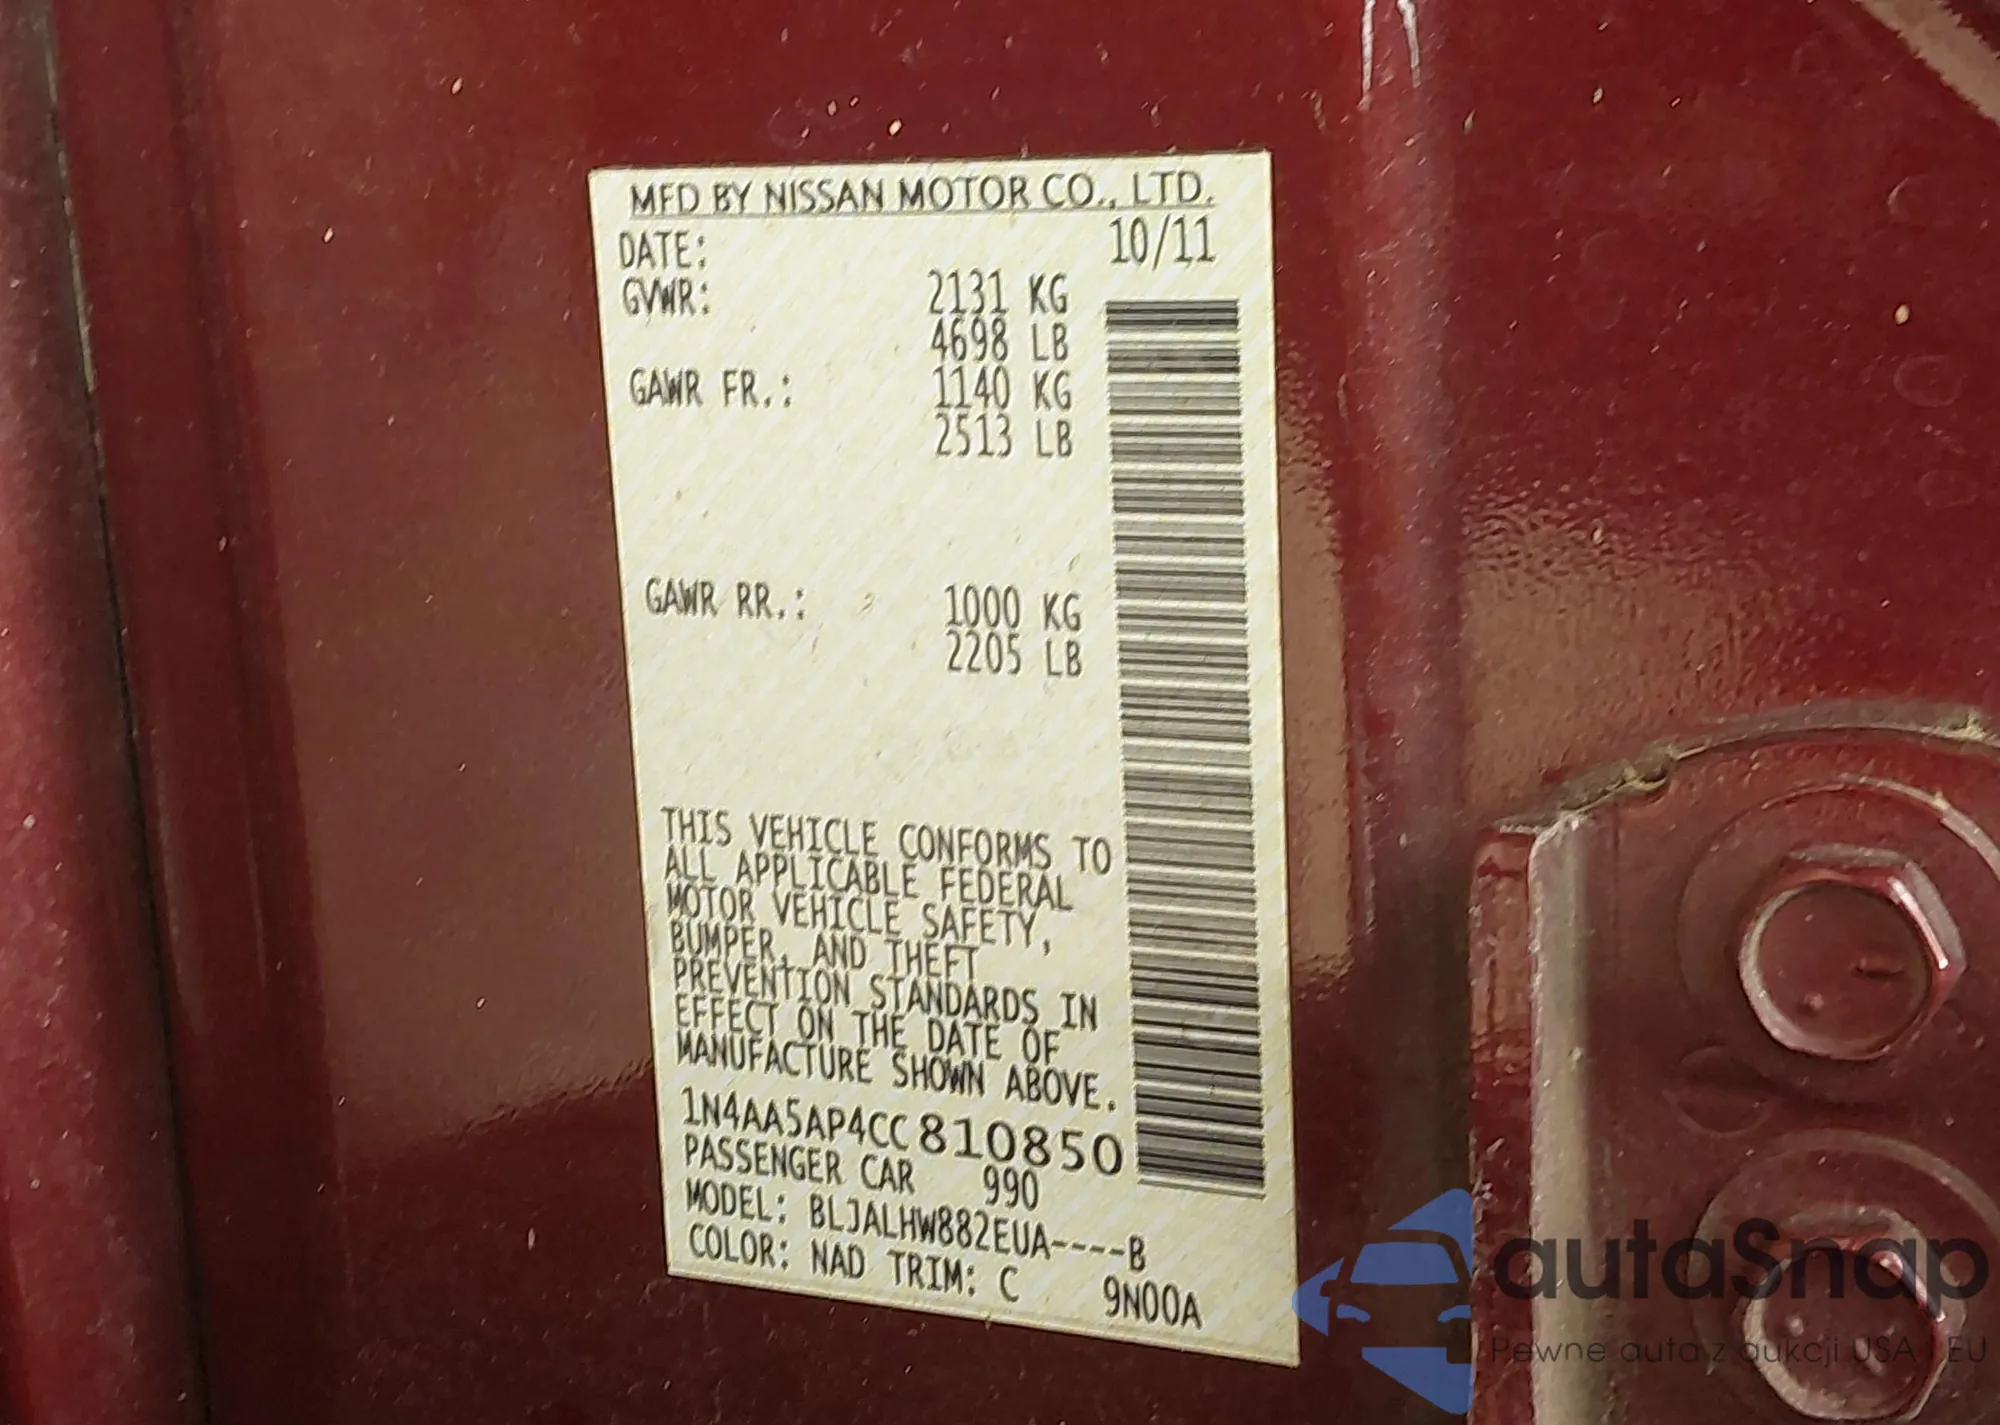 MFD BY NISSAN MOTOR CO., LTD.
DATE: 10/11
GVWR: 2131 KG
4698 LB
GAWR FR.: 1140 KG
2513 LB
GAWR RR.: 1000 KG
2205 LB
THIS VEHICLE CONFORMS TO
ALL APPLICABLE FEDERAL
MOTOR VEHICLE SAFETY,
BUMPER, AND THEFT
PREVENTION STANDARDS IN
EFFECT ON THE DATE OF
MANUFACTURE SHOWN ABOVE.
1N4AA5AP4CC810850
PASSENGER CAR 990
MODEL: BLJALHW882EUA----B
COLOR: NAD TRIM: C 9N00A
autaSnap
Pewne auta z aukcji USA i EU